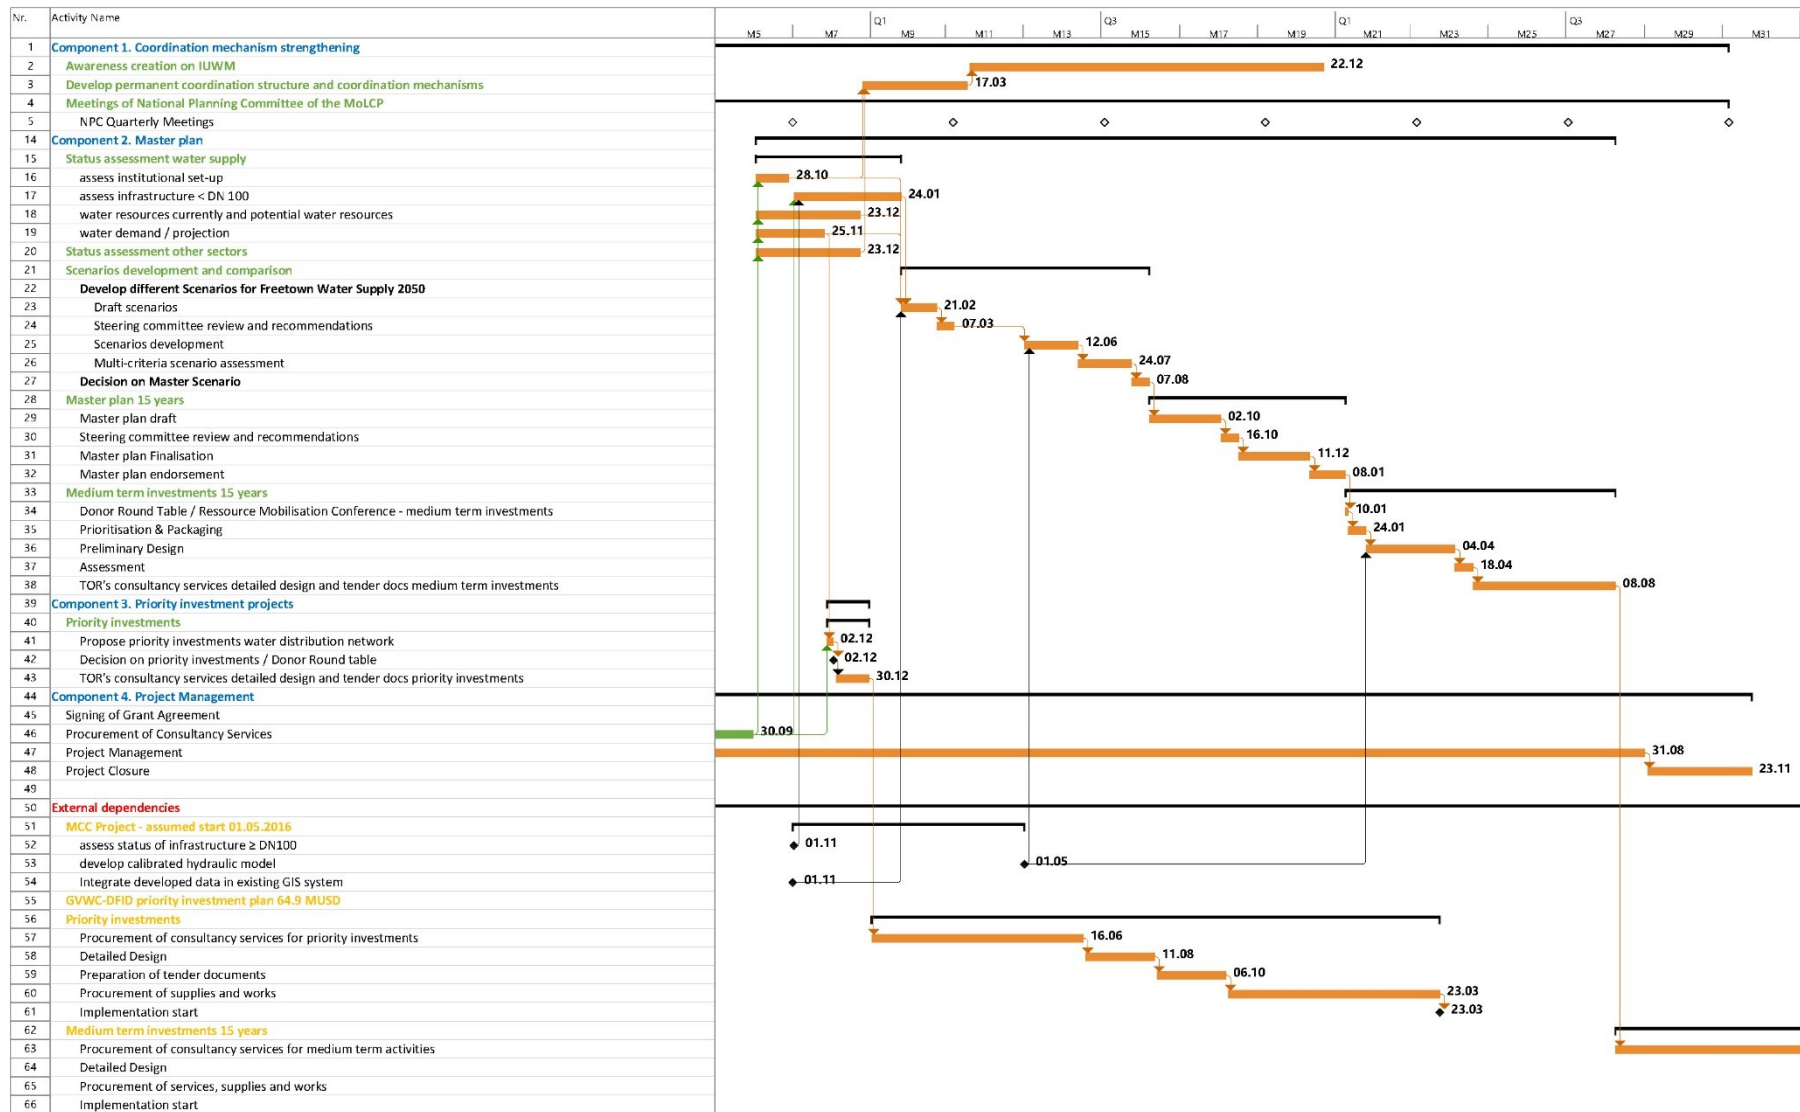 Nr. Activity Name Q1 Q3 Q1 Q3
M5 M7 M9 M11 M13 M15 M17 M19 M21 M23 M25 M27 M29 M31
1 Component 1. Coordination mechanism strengthening
2 Awareness creation on IUWM 22.12
3 Develop permanent coordination structure and coordination mechanisms 17.03
4 Meetings of National Planning Committee of the MoLCP
5 NPC Quarterly Meetings
14 Component 2. Master plan
15 Status assessment water supply
16 assess institutional set-up 28.10
17 assess infrastructure < DN 100 24.01
18 water resources currently and potential water resources 23.12
19 water demand / projection 25.11
20 Status assessment other sectors 23.12
21 Scenarios development and comparison
22 Develop different Scenarios for Freetown Water Supply 2050
23 Draft scenarios 21.02
24 Steering committee review and recommendations 07.03
25 Scenarios development 12.06
26 Multi-criteria scenario assessment 24.07
27 Decision on Master Scenario 07.08
28 Master plan 15 years
29 Master plan draft 02.10
30 Steering committee review and recommendations 16.10
31 Master plan Finalisation 11.12
32 Master plan endorsement 08.01
33 Medium term investments 15 years
34 Donor Round Table / Ressource Mobilisation Conference - medium term investments 10.01
35 Prioritisation & Packaging 24.01
36 Preliminary Design 04.04
37 Assessment 18.04
38 TOR's consultancy services detailed design and tender docs medium term investments 08.08
39 Component 3. Priority investment projects
40 Priority investments
41 Propose priority investments water distribution network 02.12
42 Decision on priority investments / Donor Round table 02.12
43 TOR's consultancy services detailed design and tender docs priority investments 30.12
44 Component 4. Project Management
45 Signing of Grant Agreement
46 Procurement of Consultancy Services 30.09
47 Project Management 31.08
48 Project Closure 23.11
49
50 External dependencies
51 MCC Project - assumed start 01.05.2016
52 assess status of infrastructure ≥ DN100 01.11
53 develop calibrated hydraulic model 01.05
54 Integrate developed data in existing GIS system 01.11
55 GVWC-DFID priority investment plan 64.9 MUSD
56 Priority investments
57 Procurement of consultancy services for priority investments 16.06
58 Detailed Design 11.08
59 Preparation of tender documents 06.10
60 Procurement of supplies and works 23.03
61 Implementation start 23.03
62 Medium term investments 15 years
63 Procurement of consultancy services for medium term activities
64 Detailed Design
65 Procurement of services, supplies and works
66 Implementation start